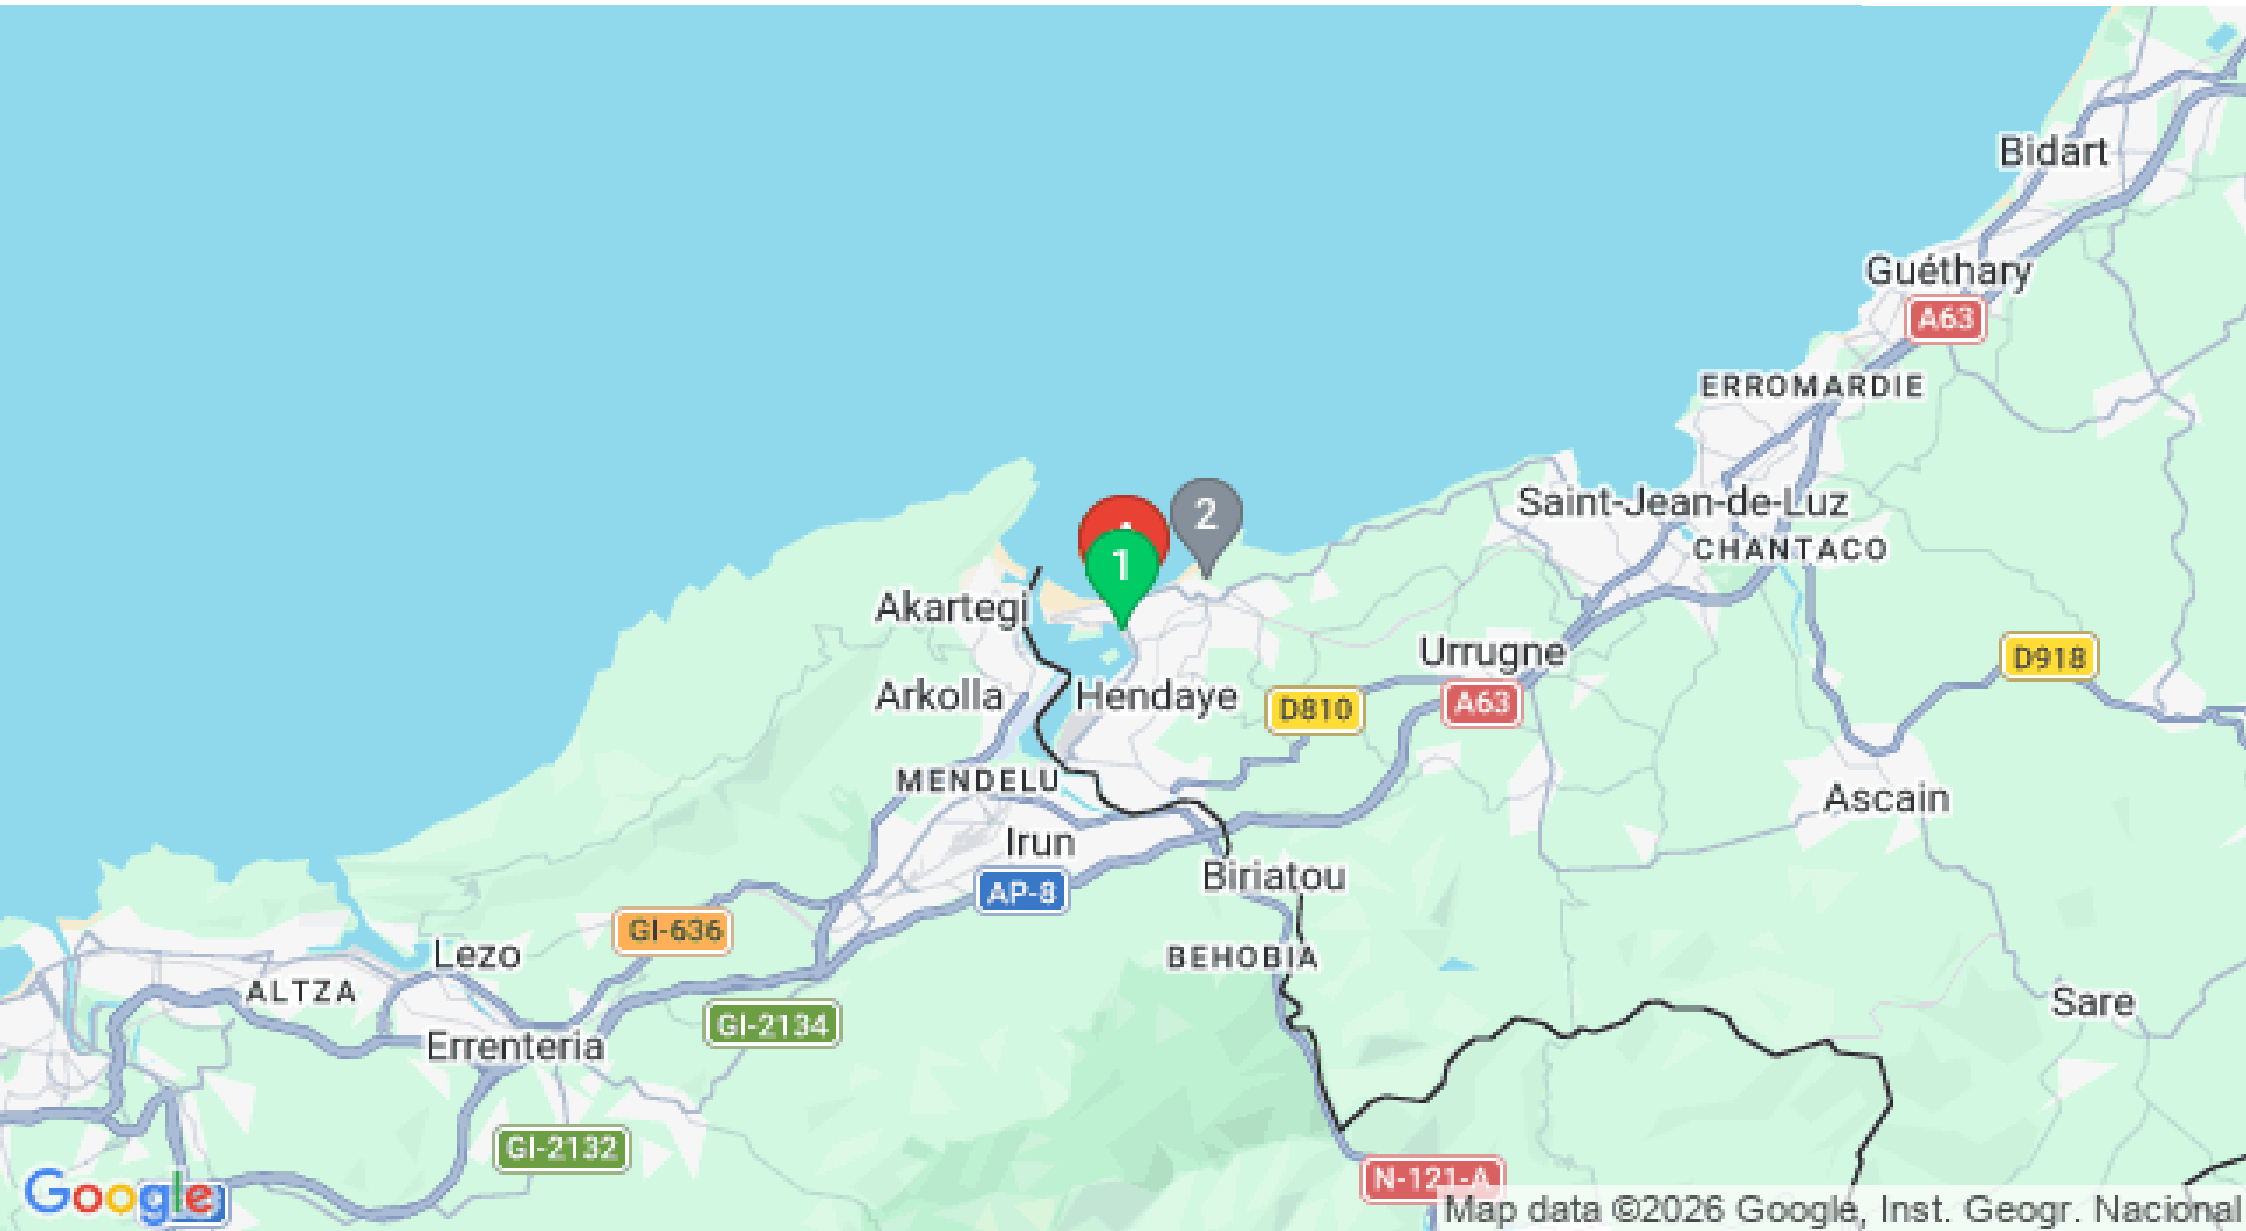 Bidart
Guéthary
A63
ERROMARDIE
2
Saint-Jean-de-Luz
1
CHANTACO
Akartegi
Urrugne
D918
Arkolla
Hendaye
D810
A63
MENDELU
Ascain
Irun
Biriatou
AP-8
GI-636
Lezo
BEHOBIA
ALTZA
Sare
GI-2134
Errenteria
GI-2132
N-121-A
Google
Map data ©2026 Google, Inst. Geogr. Nacional